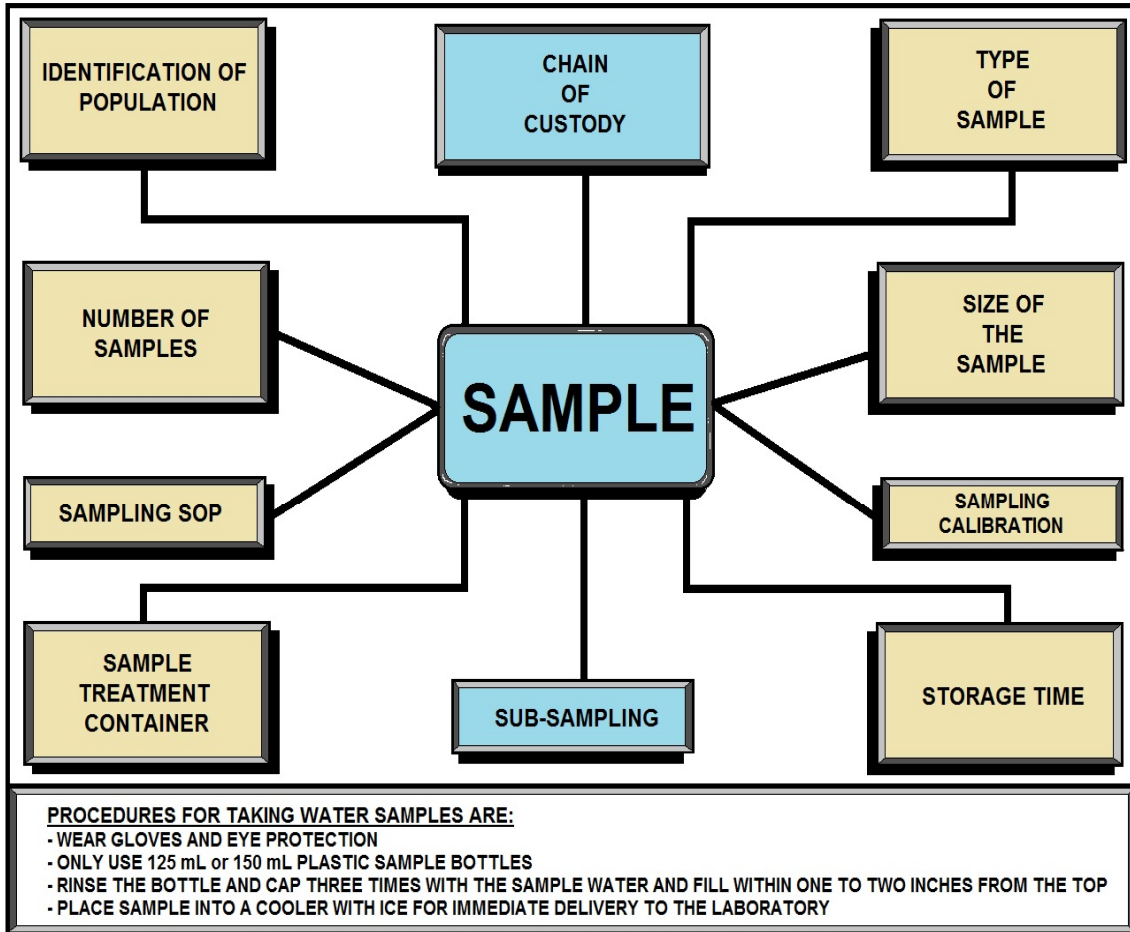 IDENTIFICATION OF
POPULATION
CHAIN
OF
CUSTODY
TYPE
OF
SAMPLE
NUMBER OF
SAMPLES
SIZE OF
THE
SAMPLE
SAMPLE
SAMPLING SOP
SAMPLING
CALIBRATION
SAMPLE
TREATMENT
CONTAINER
SUB-SAMPLING
STORAGE TIME
PROCEDURES FOR TAKING WATER SAMPLES ARE:
- WEAR GLOVES AND EYE PROTECTION
- ONLY USE 125 mL or 150 mL PLASTIC SAMPLE BOTTLES
- RINSE THE BOTTLE AND CAP THREE TIMES WITH THE SAMPLE WATER AND FILL WITHIN ONE TO TWO INCHES FROM THE TOP
- PLACE SAMPLE INTO A COOLER WITH ICE FOR IMMEDIATE DELIVERY TO THE LABORATORY